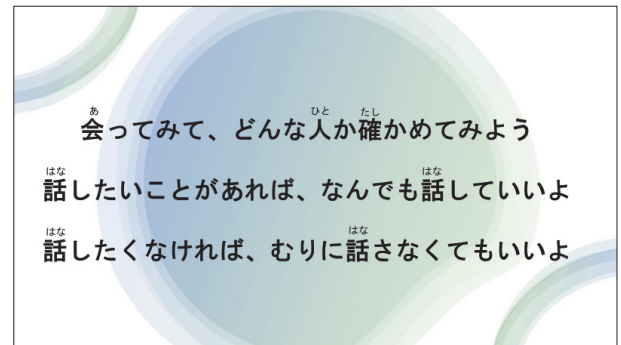 会ってみて、どんな人か確かめてみよう
話したいことがあれば、なんでも話していいよ
話したくなければ、むりに話さなくてもいいよ